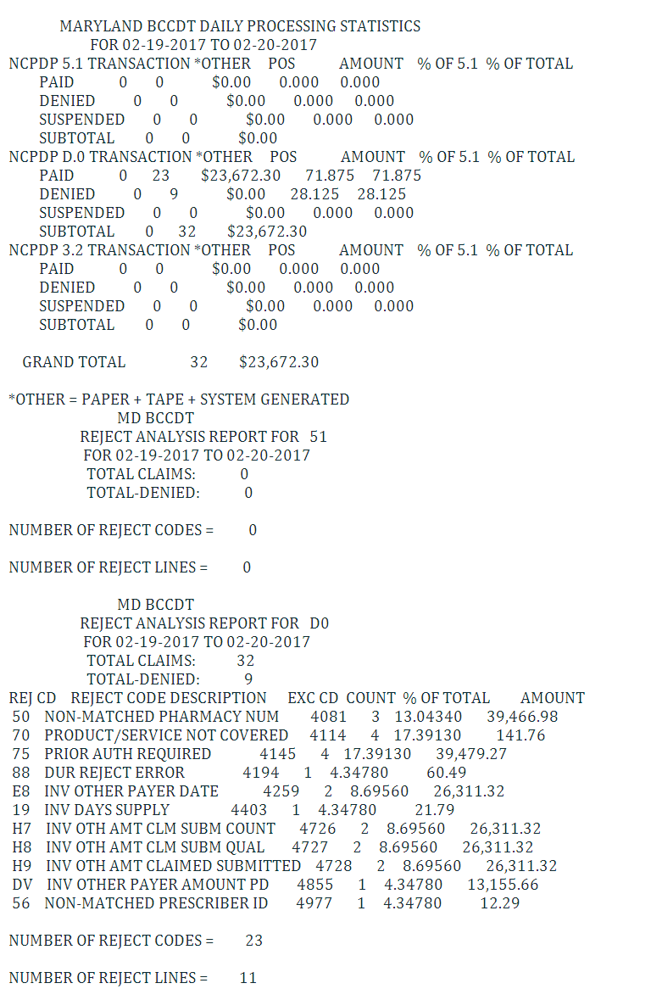 MARYLAND BCCDT DAILY PROCESSING STATISTICS
FOR 02-19-2017 TO 02-20-2017
NCPDP 5.1 TRANSACTION *OTHER POS AMOUNT % OF 5.1 % OF TOTAL
PAID 0 0 $0.00 0.000 0.000
DENIED 0 0 $0.00 0.000 0.000
SUSPENDED 0 0 $0.00 0.000 0.000
SUBTOTAL 0 0 $0.00
NCPDP D.0 TRANSACTION *OTHER POS AMOUNT % OF 5.1 % OF TOTAL
PAID 0 23 $23,672.30 71.875 71.875
DENIED 0 9 $0.00 28.125 28.125
SUSPENDED 0 0 $0.00 0.000 0.000
SUBTOTAL 0 32 $23,672.30
NCPDP 3.2 TRANSACTION *OTHER POS AMOUNT % OF 5.1 % OF TOTAL
PAID 0 0 $0.00 0.000 0.000
DENIED 0 0 $0.00 0.000 0.000
SUSPENDED 0 0 $0.00 0.000 0.000
SUBTOTAL 0 0 $0.00
GRAND TOTAL 32 $23,672.30
*OTHER = PAPER + TAPE + SYSTEM GENERATED
MD BCCDT
REJECT ANALYSIS REPORT FOR 51
FOR 02-19-2017 TO 02-20-2017
TOTAL CLAIMS: 0
TOTAL-DENIED: 0
NUMBER OF REJECT CODES = 0
NUMBER OF REJECT LINES = 0
MD BCCDT
REJECT ANALYSIS REPORT FOR D0
FOR 02-19-2017 TO 02-20-2017
TOTAL CLAIMS: 32
TOTAL-DENIED: 9
REJ CD REJECT CODE DESCRIPTION EXC CD COUNT % OF TOTAL AMOUNT
50 NON-MATCHED PHARMACY NUM 4081 3 13.04340 39,466.98
70 PRODUCT/SERVICE NOT COVERED 4114 4 17.39130 141.76
75 PRIOR AUTH REQUIRED 4145 4 17.39130 39,479.27
88 DUR REJECT ERROR 4194 1 4.34780 60.49
E8 INV OTHER PAYER DATE 4259 2 8.69560 26,311.32
19 INV DAYS SUPPLY 4403 1 4.34780 21.79
H7 INV OTH AMT CLM SUBM COUNT 4726 2 8.69560 26,311.32
H8 INV OTH AMT CLM SUBM QUAL 4727 2 8.69560 26,311.32
H9 INV OTH AMT CLAIMED SUBMITTED 4728 2 8.69560 26,311.32
DV INV OTHER PAYER AMOUNT PD 4855 1 4.34780 13,155.66
56 NON-MATCHED PRESCRIBER ID 4977 1 4.34780 12.29
NUMBER OF REJECT CODES = 23
NUMBER OF REJECT LINES = 11